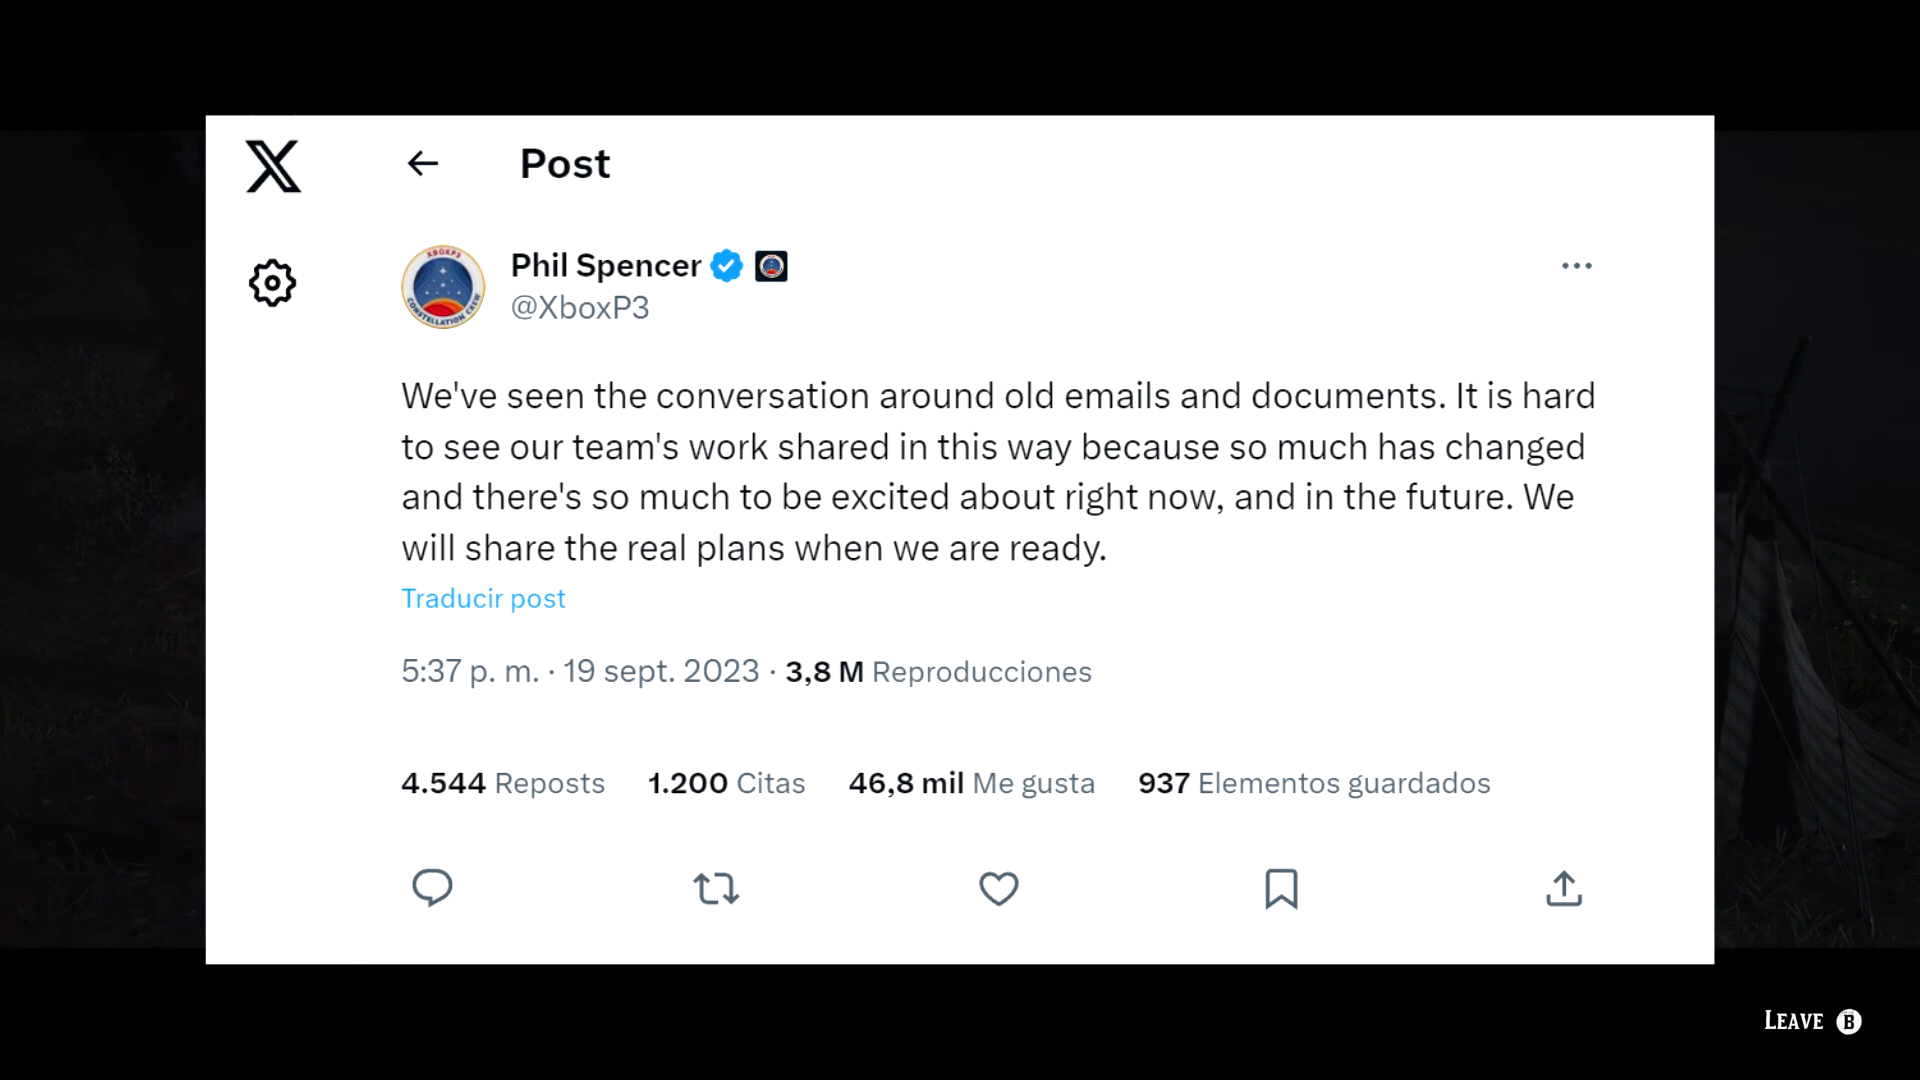 Post
XBOXP3
CONSTELLATION CREW
Phil Spencer
@XboxP3
We've seen the conversation around old emails and documents. It is hard
to see our team's work shared in this way because so much has changed
and there's so much to be excited about right now, and in the future. We
will share the real plans when we are ready.
Traducir post
5:37 p. m. · 19 sept. 2023 · 3,8 M Reproducciones
4.544 Reposts 1.200 Citas 46,8 mil Me gusta 937 Elementos guardados
LEAVE B